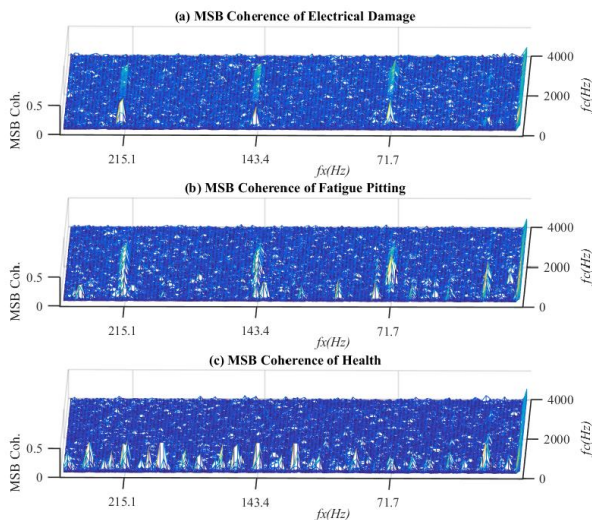 (a) MSB Coherence of Electrical Damage
MSB Coh.
0.5
0
4000
2000
0
fc(Hz)
215.1
143.4
71.7
fx(Hz)
(b) MSB Coherence of Fatigue Pitting
MSB Coh.
0.5
0
4000
2000
0
fc(Hz)
215.1
143.4
71.7
fx(Hz)
(c) MSB Coherence of Health
MSB Coh.
0.5
0
4000
2000
0
fc(Hz)
215.1
143.4
71.7
fx(Hz)